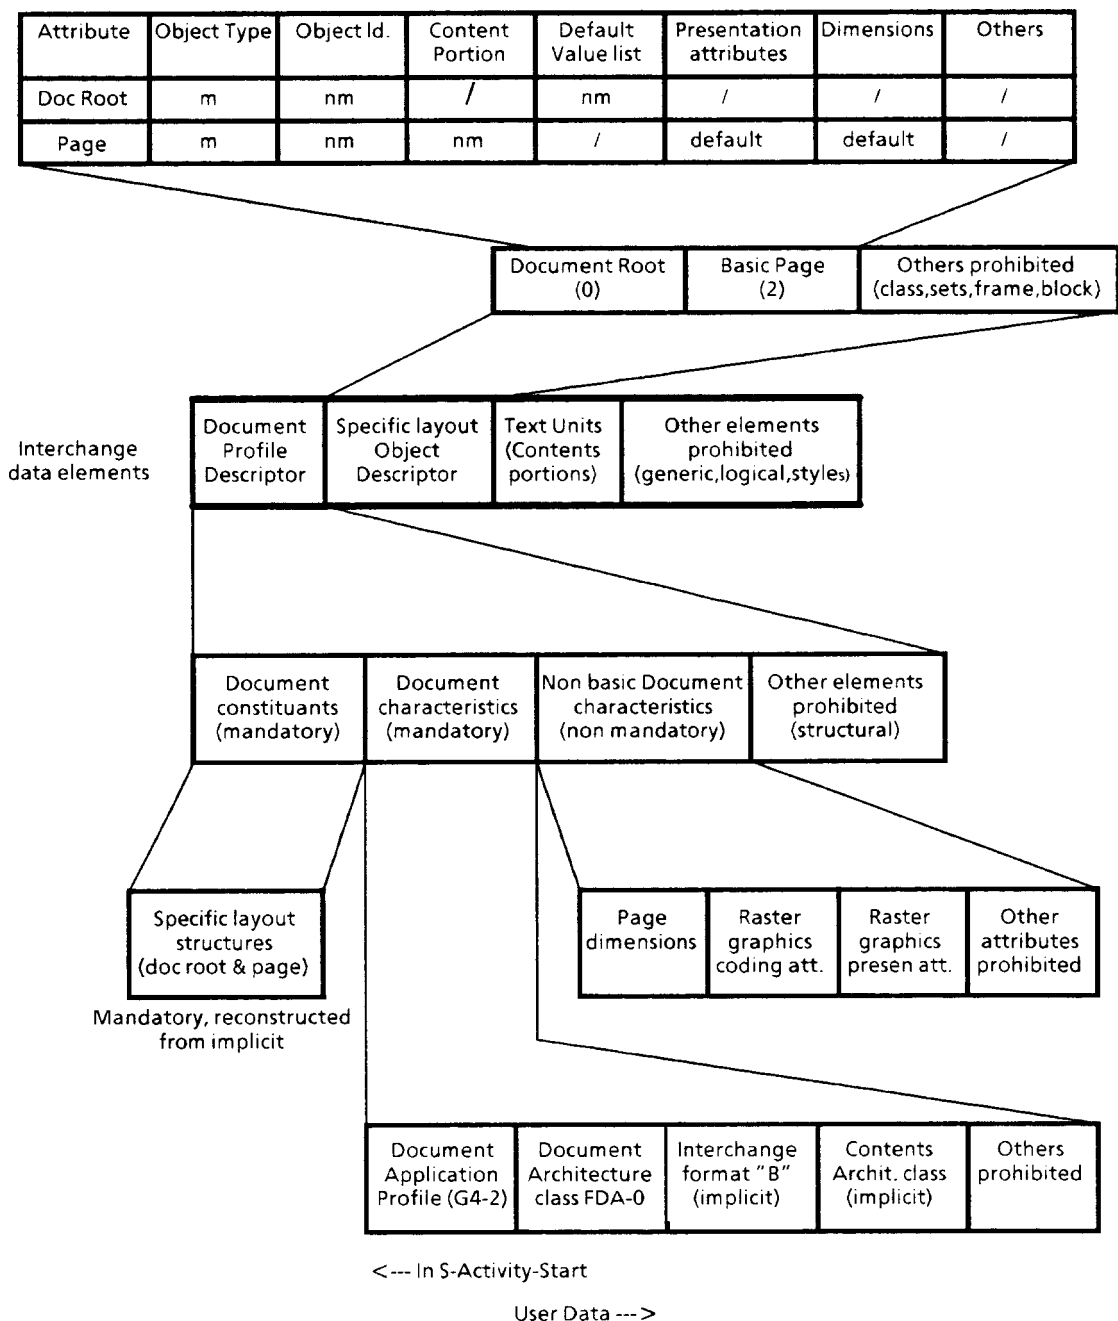 Attribute Object Type Object Id. Content Default Presentation Dimensions Others
Portion Value list attributes
Doc Root m nm / nm / / /
Page m nm nm / default default /
Document Root Basic Page Others prohibited
(0) (2) (class,sets,frame,block)
Interchange
data elements
Document
Profile
Descriptor
Specific layout
Object
Descriptor
Text Units
(Contents
portions)
Other elements
prohibited
(generic,logical,styles)
Document
constituants
(mandatory)
Document
characteristics
(mandatory)
Non basic Document
characteristics
(non mandatory)
Other elements
prohibited
(structural)
Specific layout
structures
(doc root & page)
Mandatory, reconstructed
from implicit
Page
dimensions
Raster
graphics
coding att.
Raster
graphics
presen att.
Other
attributes
prohibited
Document
Application
Profile (G4-2)
Document
Architecture
class FDA-0
Interchange
format "B"
(implicit)
Contents
Archit. class
(implicit)
Others
prohibited
<--- In S-Activity-Start
User Data --->